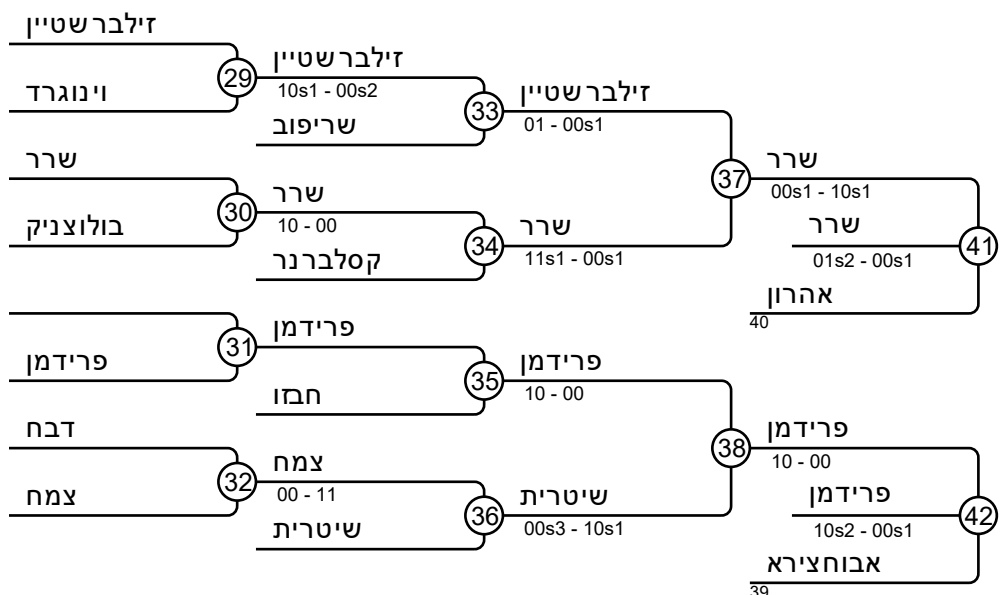 זילברשטיין
29
וינוגרד
זילברשטיין
10s1 - 00s2
33
שריפוב
זילברשטיין
01 - 00s1
שרר
30
בולוצניק
שרר
10 - 00
34
קסלברנר
שרר
11s1 - 00s1
37
שרר
00s1 - 10s1
שרר
01s2 - 00s1
41
אהרון
40
31
פרידמן
פרידמן
35
חבזו
פרידמן
10 - 00
דבח
32
צמח
צמח
00 - 11
36
שיטרית
שיטרית
00s3 - 10s1
38
פרידמן
10 - 00
פרידמן
10s2 - 00s1
42
אבוחצירא
39